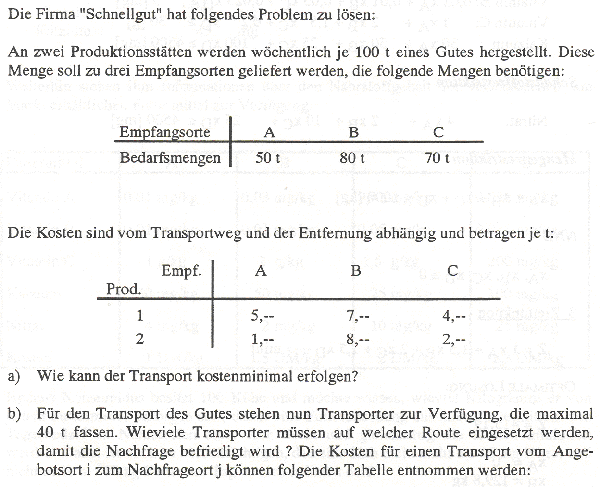 Die Firma "Schnellgut" hat folgendes Problem zu lösen:
An zwei Produktionsstätten werden wöchentlich je 100 t eines Gutes hergestellt. Diese
Menge soll zu drei Empfangsorten geliefert werden, die folgende Mengen benötigen:
Empfangsorte A B C
Bedarfsmengen 50 t 80 t 70 t
Die Kosten sind vom Transportweg und der Entfernung abhängig und betragen je t:
Empf. A B C
Prod.
1 5,-- 7,-- 4,--
2 1,-- 8,-- 2,--
a) Wie kann der Transport kostenminimal erfolgen?
b) Für den Transport des Gutes stehen nun Transporter zur Verfügung, die maximal
40 t fassen. Wieviele Transporter müssen auf welcher Route eingesetzt werden,
damit die Nachfrage befriedigt wird ? Die Kosten für einen Transport vom Ange-
botsort i zum Nachfrageort j können folgender Tabelle entnommen werden: